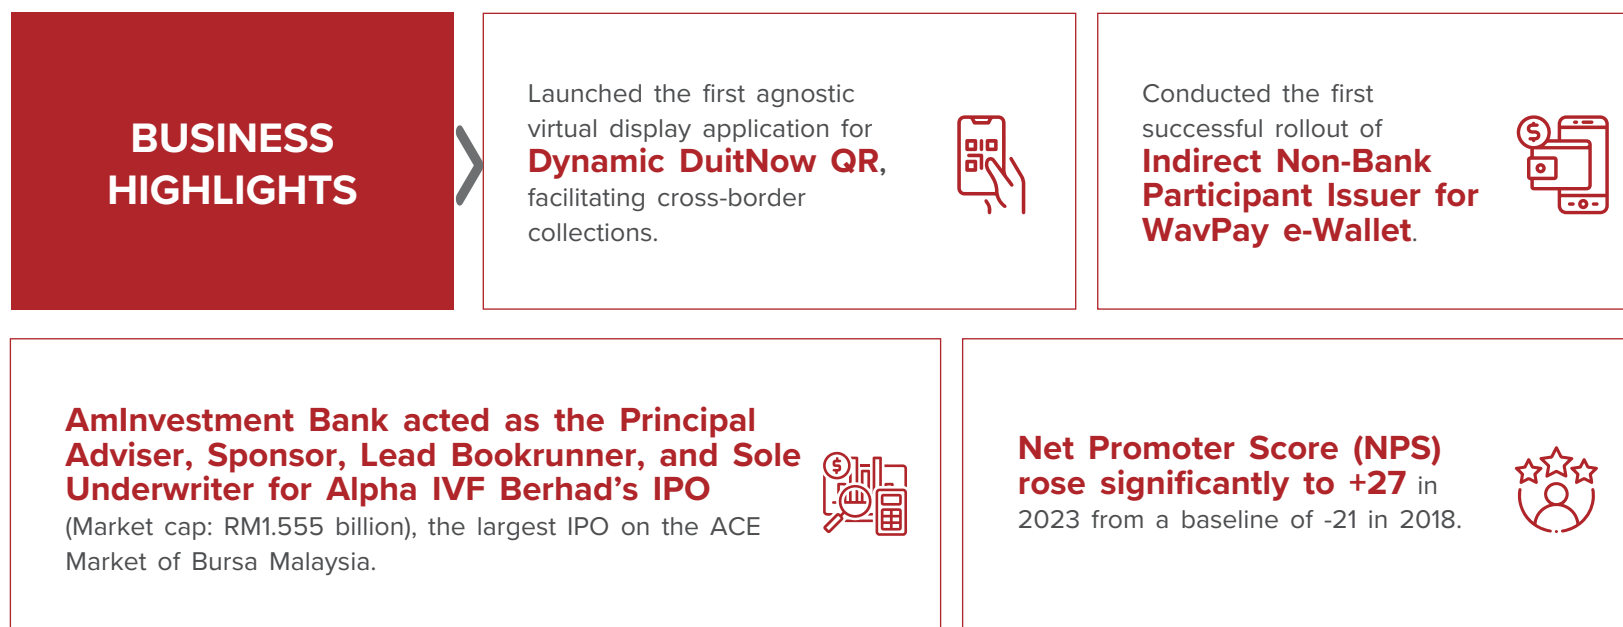 BUSINESS
HIGHLIGHTS
Launched the first agnostic
virtual display application for
Dynamic DuitNow QR,
facilitating cross-border
collections.
Conducted the first
successful rollout of
Indirect Non-Bank
Participant Issuer for
WavPay e-Wallet.
AmInvestment Bank acted as the Principal
Adviser, Sponsor, Lead Bookrunner, and Sole
Underwriter for Alpha IVF Berhad’s IPO
(Market cap: RM1.555 billion), the largest IPO on the ACE
Market of Bursa Malaysia.
Net Promoter Score (NPS)
rose significantly to +27 in
2023 from a baseline of -21 in 2018.